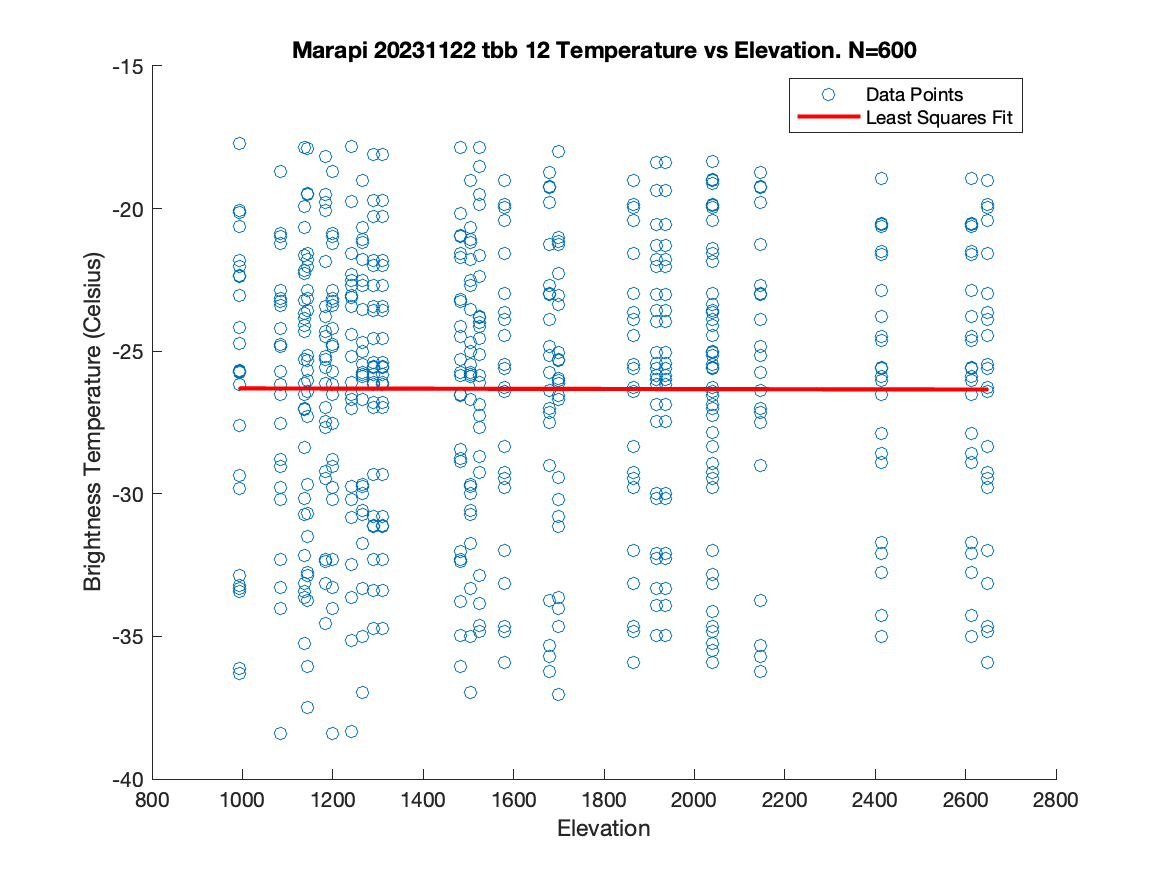 Marapi 20231122 tbb 12 Temperature vs Elevation. N=600
Data Points
Least Squares Fit
Brightness Temperature (Celsius)
-15
-20
-25
-30
-35
-40
800 1000 1200 1400 1600 1800 2000 2200 2400 2600 2800
Elevation